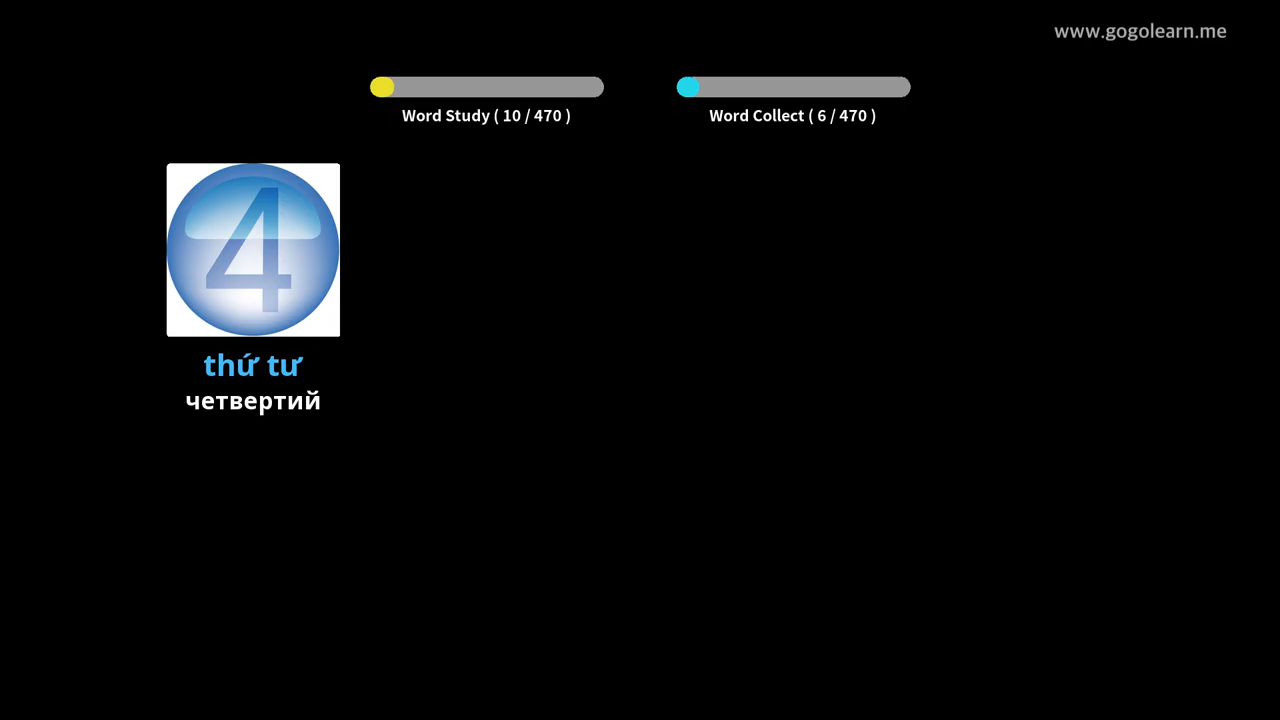 www.gogolearn.me
Word Study ( 10 / 470 )
Word Collect ( 6 / 470 )
4
thứ tư
четвертий